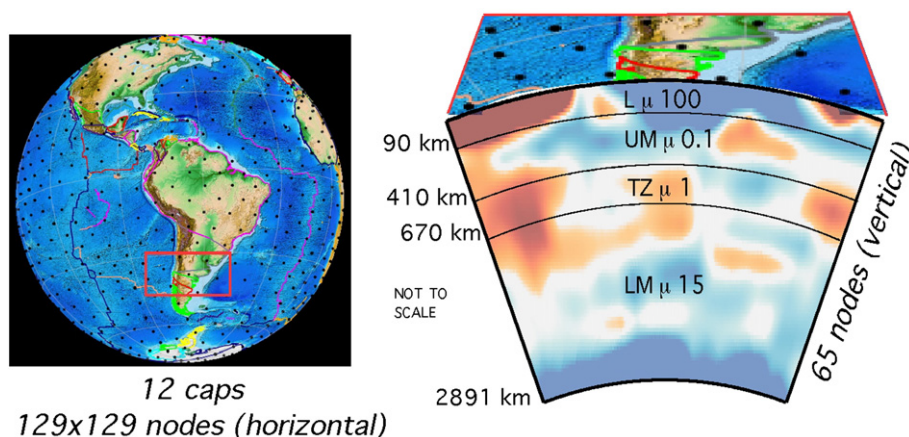 12 caps
129x129 nodes (horizontal)
L μ 100
90 km
UM μ 0.1
410 km
TZ μ 1
670 km
NOT TO
SCALE
LM μ 15
2891 km
65 nodes (vertical)